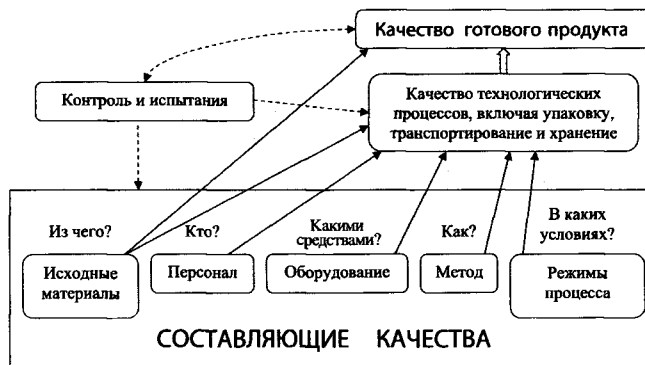 Качество готового продукта
Контроль и испытания
Качество технологических
процессов, включая упаковку,
транспортирование и хранение
Из чего?
Кто?
Какими
средствами?
Как?
В каких
условиях?
Исходные
материалы
Персонал
Оборудование
Метод
Режимы
процесса
СОСТАВЛЯЮЩИЕ КАЧЕСТВА